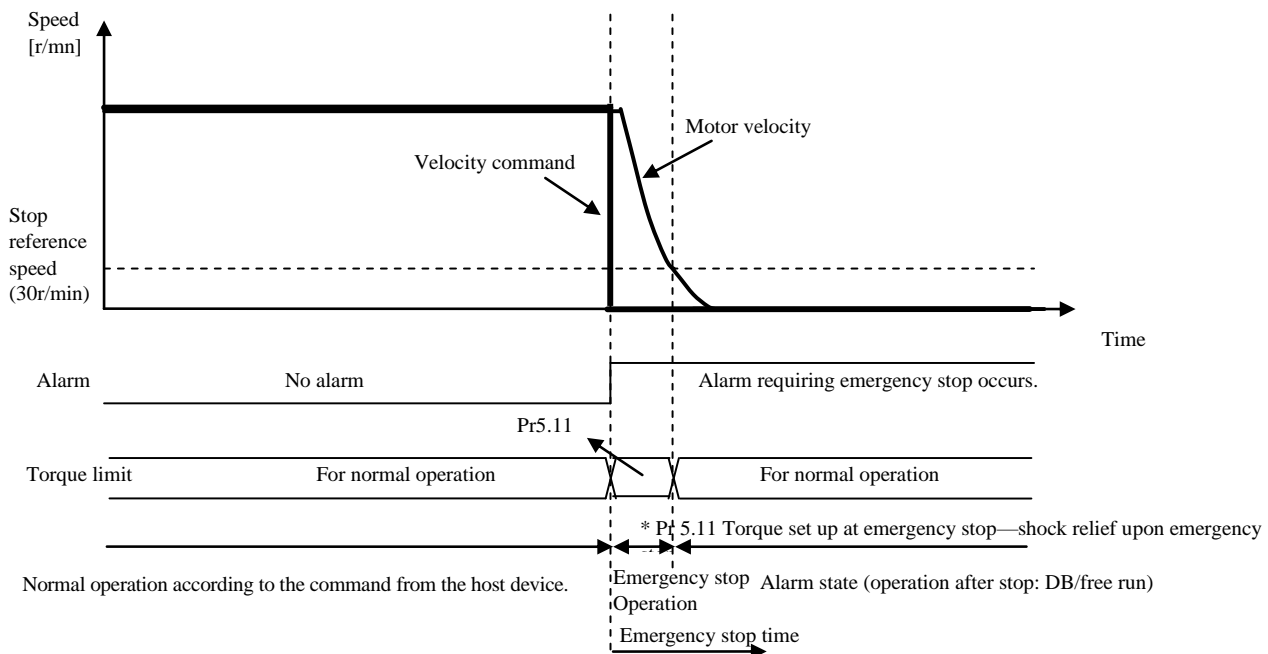 Speed
[r/mn]
Motor velocity
Velocity command
Stop
reference
speed
(30r/min)
Time
Alarm
No alarm
Alarm requiring emergency stop occurs.
Pr5.11
Torque limit
For normal operation
For normal operation
* Pr 5.11 Torque set up at emergency stop—shock relief upon emergency
Normal operation according to the command from the host device.
Emergency stop
Operation
Alarm state (operation after stop: DB/free run)
Emergency stop time